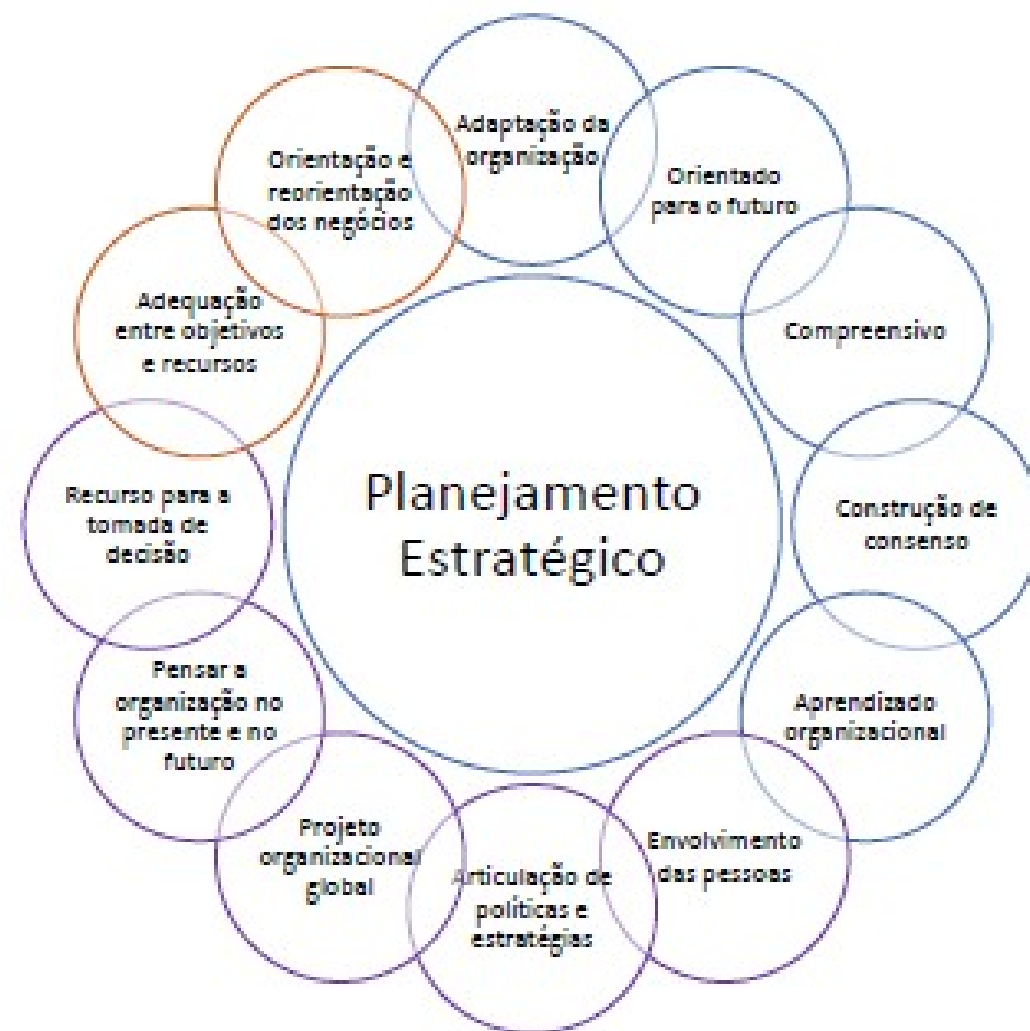 Adaptação da
organização
Orientado
para o futuro
Compreensivo
Construção de
consenso
Aprendizado
organizacional
Envolvimento
das pessoas
Articulação de
políticas e
estratégias
Projeto
organizacional
global
Pensar a
organização no
presente e no
futuro
Recurso para a
tomada de
decisão
Adequação
entre objetivos
e recursos
Orientação e
reorientação
dos negócios
Planejamento
Estratégico